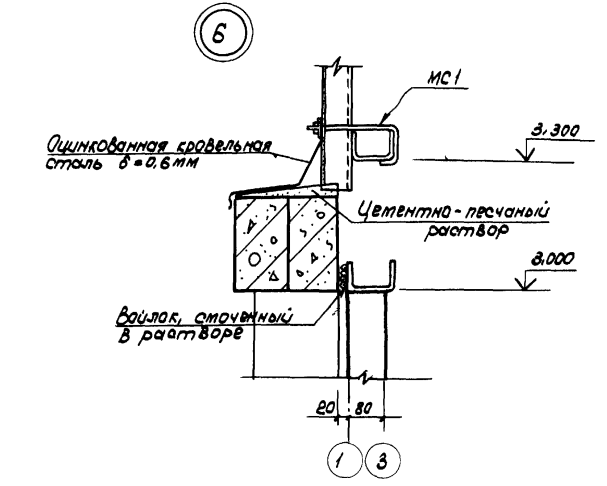 6
МС1
3.300
Оцинкованная кровельная
сталь δ=0,6мм
Цементно-песчаный
раствор
3.000
Войлок, смоченный
в растворе
20 80
1 3